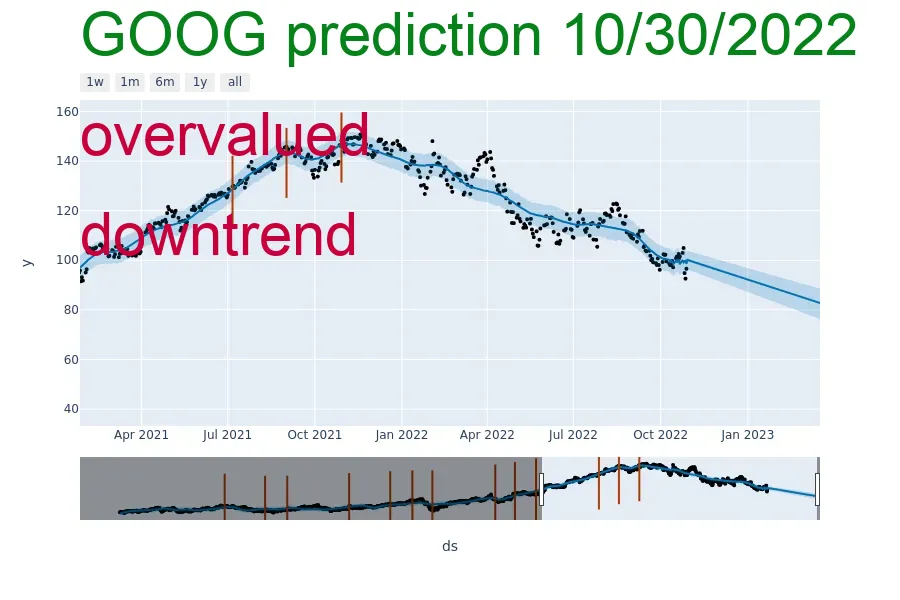 GOOG prediction 10/30/2022
1w 1m 6m 1y all
160
overvalued
140
120
downtrend
100
y
80
60
40
Apr 2021 Jul 2021 Oct 2021 Jan 2022 Apr 2022 Jul 2022 Oct 2022 Jan 2023
ds